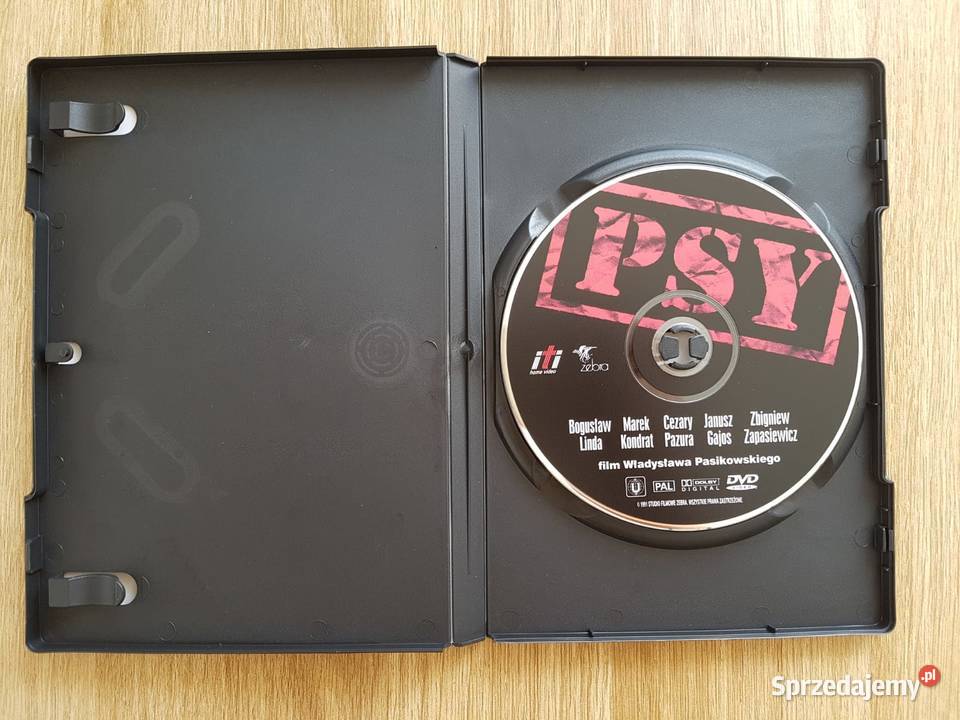 PSY
iti
home video
zebra
Bogusław Marek Cezary Janusz Zbigniew
Linda Kondrat Pazura Gajos Zapasiewicz
film Władysława Pasikowskiego
PAL DOLBY DIGITAL DVD VIDEO
© 1991 STUDIO FILMOWE ZEBRA. WSZYSTKIE PRAWA ZASTRZEŻONE
Sprzedajemy.pl